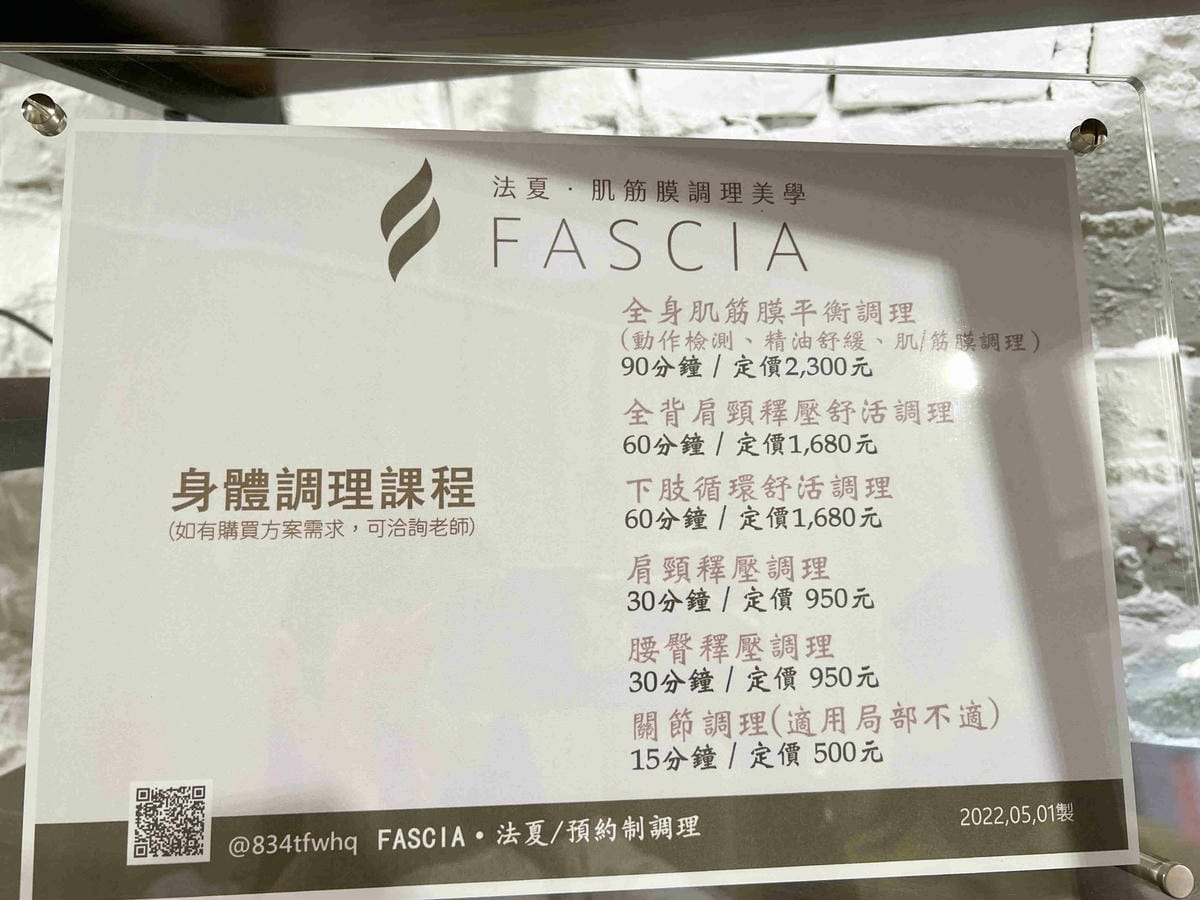 法夏・肌筋膜調理美學
FASCIA
全身肌筋膜平衡調理
(動作檢測、精油舒緩、肌/筋膜調理)
90分鐘 / 定價2,300元
全背肩頸釋壓舒活調理
60分鐘 / 定價1,680元
下肢循環舒活調理
60分鐘 / 定價1,680元
肩頸釋壓調理
30分鐘 / 定價 950元
腰臀釋壓調理
30分鐘 / 定價 950元
關節調理(適用局部不適)
15分鐘 / 定價 500元
身體調理課程
(如有購買方案需求，可洽詢老師)
@834tfwhq FASCIA・法夏/預約制調理
2022,05,01製